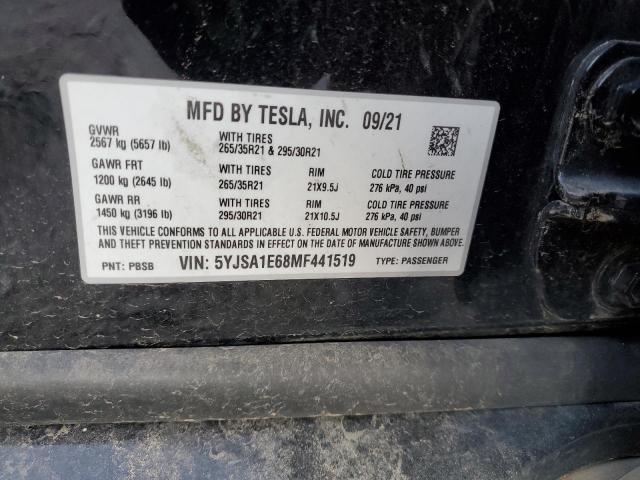 MFD BY TESLA, INC. 09/21
GVWR
2567 kg (5657 lb)
WITH TIRES
265/35R21 & 295/30R21
GAWR FRT
1200 kg (2645 lb)
WITH TIRES
265/35R21
RIM
21X9.5J
COLD TIRE PRESSURE
276 kPa, 40 psi
GAWR RR
1450 kg (3196 lb)
WITH TIRES
295/30R21
RIM
21X10.5J
COLD TIRE PRESSURE
276 kPa, 40 psi
THIS VEHICLE CONFORMS TO ALL APPLICABLE U.S. FEDERAL MOTOR VEHICLE SAFETY, BUMPER
AND THEFT PREVENTION STANDARDS IN EFFECT ON THE DATE OF MANUFACTURE SHOWN ABOVE.
PNT: PBSB VIN: 5YJSA1E68MF441519 TYPE: PASSENGER